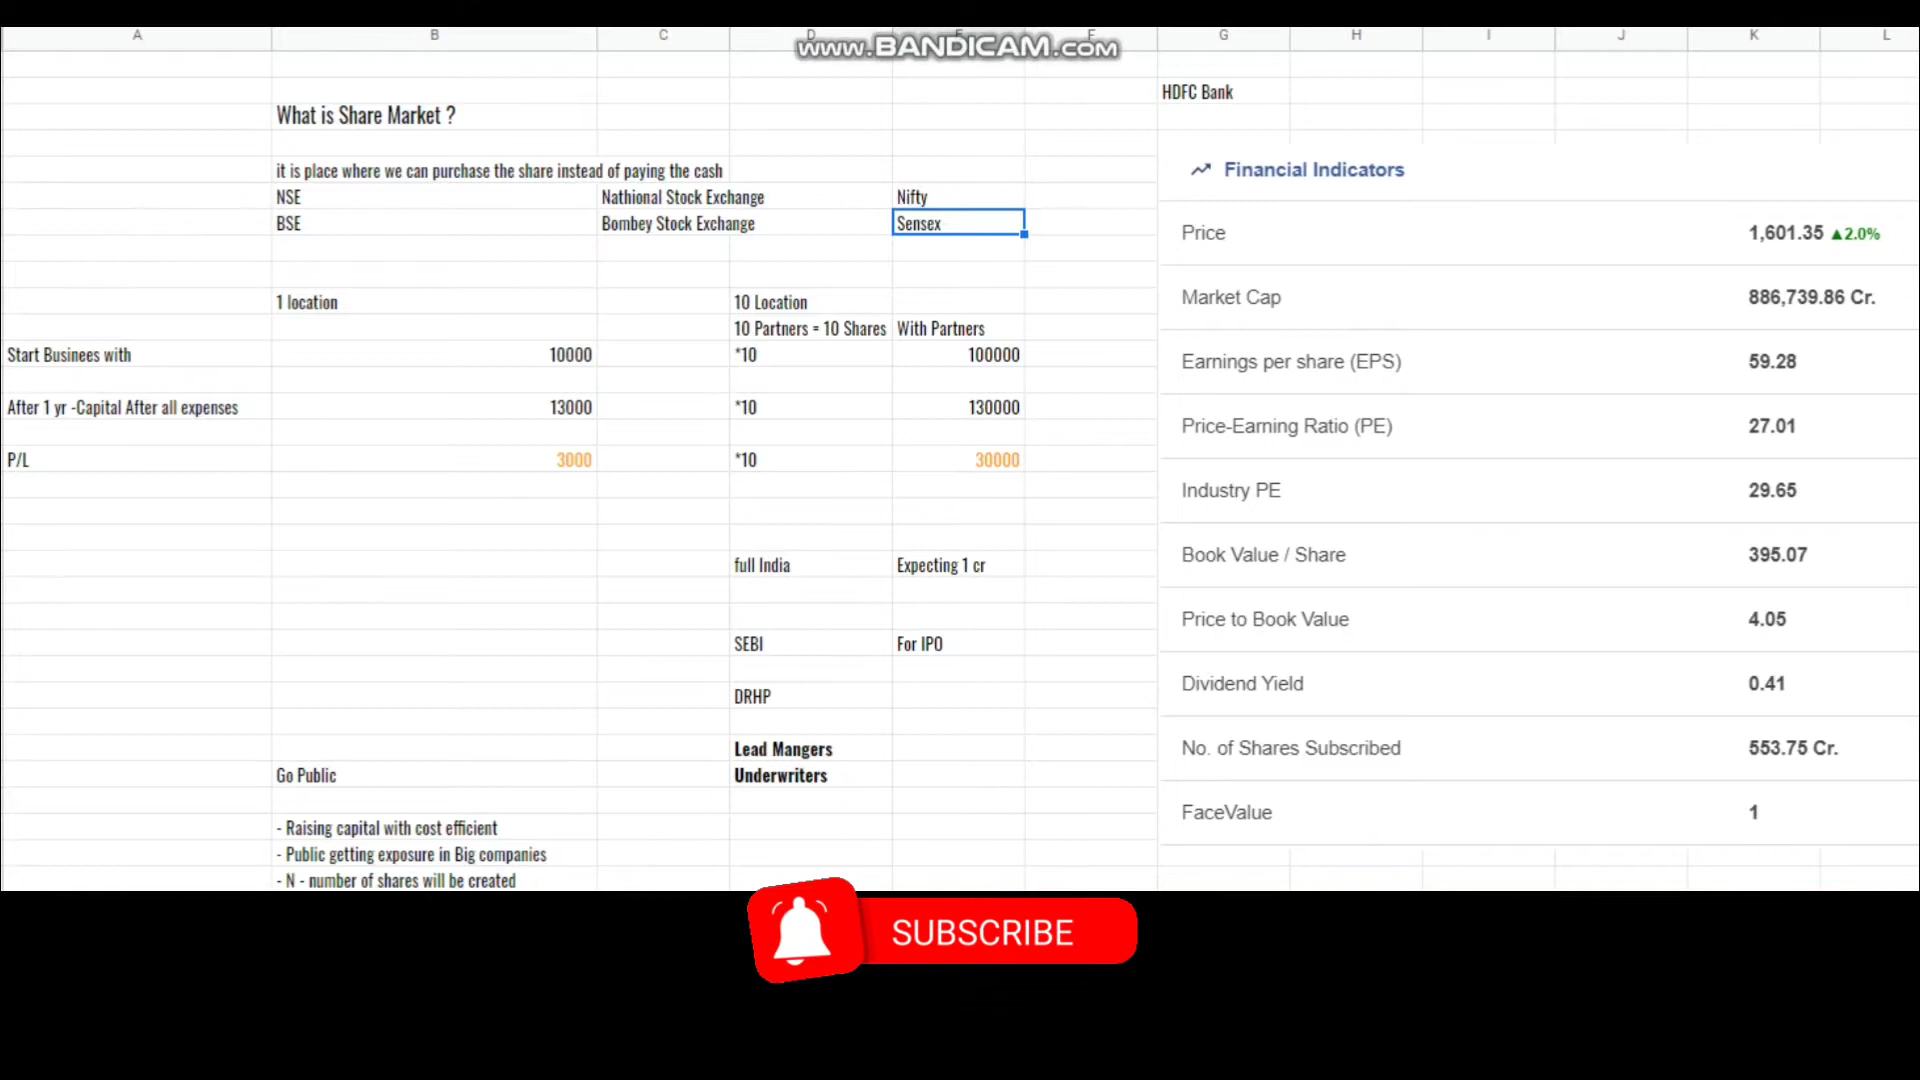 A B C D E F G H I J K L
www.BANDICAM.com
HDFC Bank
What is Share Market ?
it is place where we can purchase the share instead of paying the cash
NSE Nathional Stock Exchange Nifty
BSE Bombey Stock Exchange Sensex
1 location 10 Location
10 Partners = 10 Shares With Partners
Start Businees with 10000 *10 100000
After 1 yr -Capital After all expenses 13000 *10 130000
P/L 3000 *10 30000
full India Expecting 1 cr
SEBI For IPO
DRHP
Lead Mangers
Go Public Underwriters
- Raising capital with cost efficient
- Public getting exposure in Big companies
- N - number of shares will be created
Financial Indicators
Price 1,601.35 ▲2.0%
Market Cap 886,739.86 Cr.
Earnings per share (EPS) 59.28
Price-Earning Ratio (PE) 27.01
Industry PE 29.65
Book Value / Share 395.07
Price to Book Value 4.05
Dividend Yield 0.41
No. of Shares Subscribed 553.75 Cr.
FaceValue 1
SUBSCRIBE